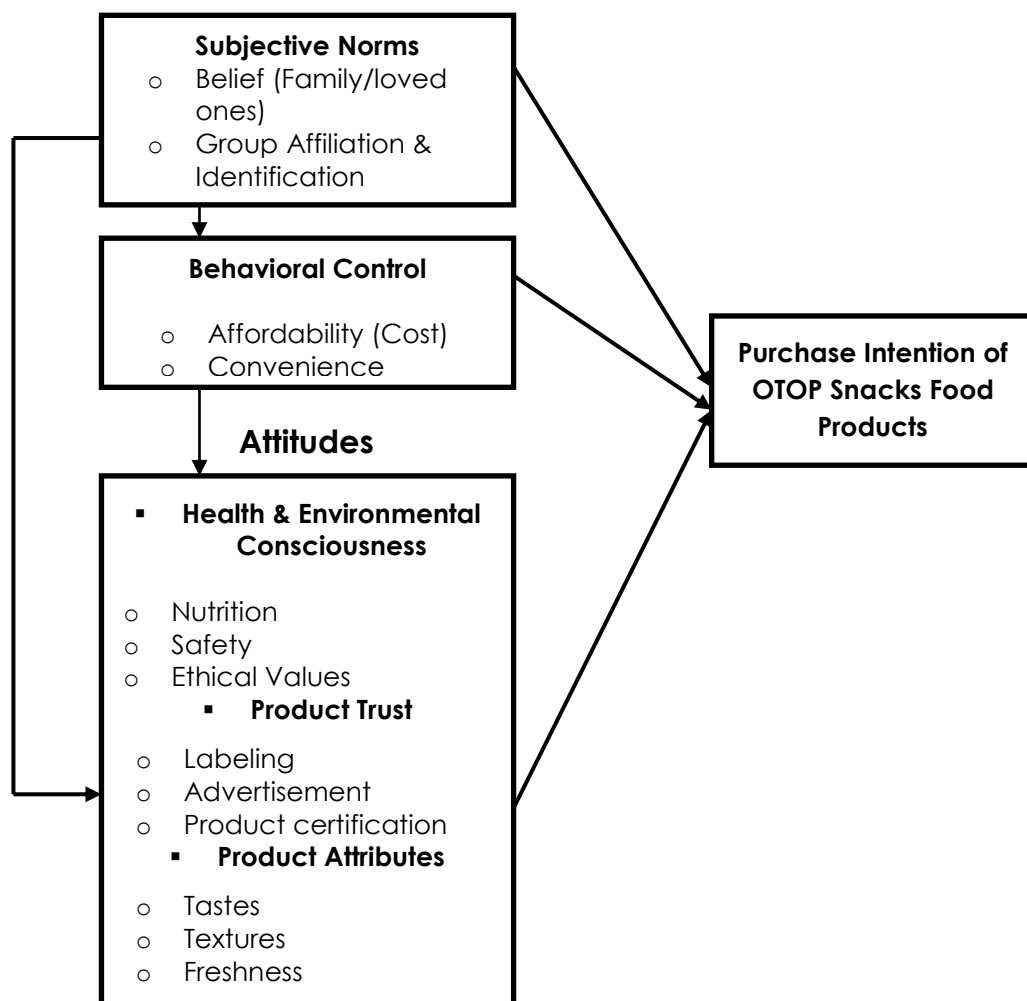 Subjective Norms
o Belief (Family/loved
ones)
o Group Affiliation &
Identification
Behavioral Control
o Affordability (Cost)
o Convenience
Attitudes
▪ Health & Environmental
Consciousness
o Nutrition
o Safety
o Ethical Values
▪ Product Trust
o Labeling
o Advertisement
o Product certification
▪ Product Attributes
o Tastes
o Textures
o Freshness
Purchase Intention of
OTOP Snacks Food
Products